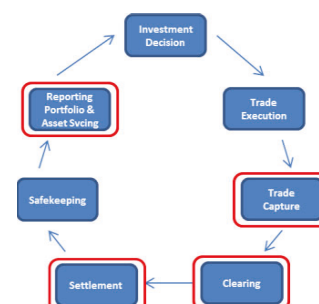 Investment
Decision
Trade
Execution
Trade
Capture
Clearing
Settlement
Safekeeping
Reporting
Portfolio &
Asset Svcing